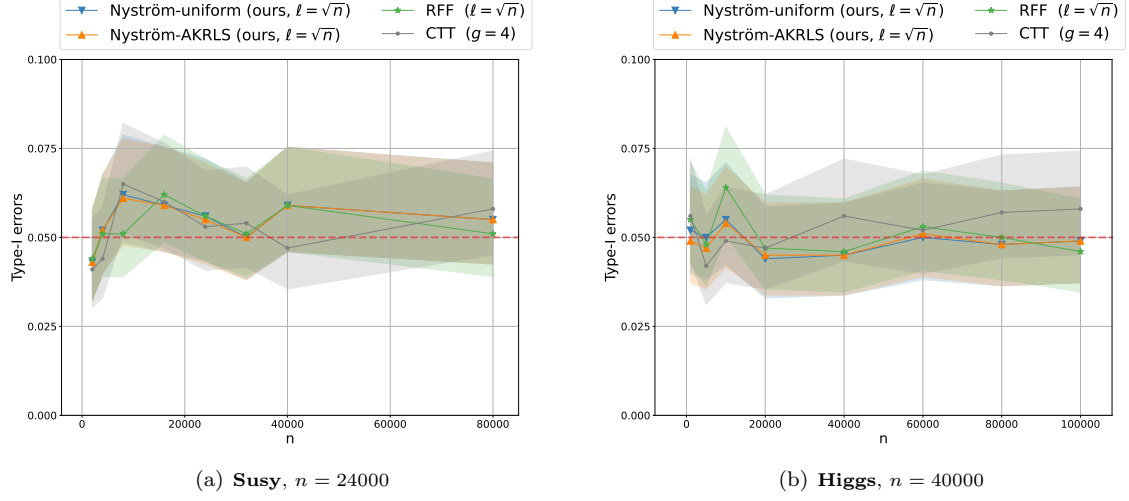 Nyström-uniform (ours, ℓ = √n)
Nyström-AKRLS (ours, ℓ = √n)
RFF (ℓ = √n)
CTT (g = 4)
0.100
0.075
0.050
0.025
0.000
Type-I errors
0 20000 40000 60000 80000
n
(a) Susy, n = 24000
Nyström-uniform (ours, ℓ = √n)
Nyström-AKRLS (ours, ℓ = √n)
RFF (ℓ = √n)
CTT (g = 4)
0.100
0.075
0.050
0.025
0.000
Type-I errors
0 20000 40000 60000 80000 100000
n
(b) Higgs, n = 40000